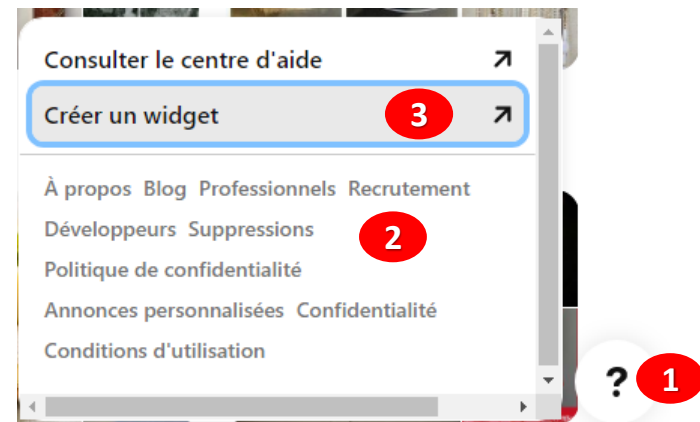 Consulter le centre d'aide
Créer un widget 3
À propos Blog Professionnels Recrutement
Développeurs Suppressions
2
Politique de confidentialité
Annonces personnalisées Confidentialité
Conditions d'utilisation
? 1